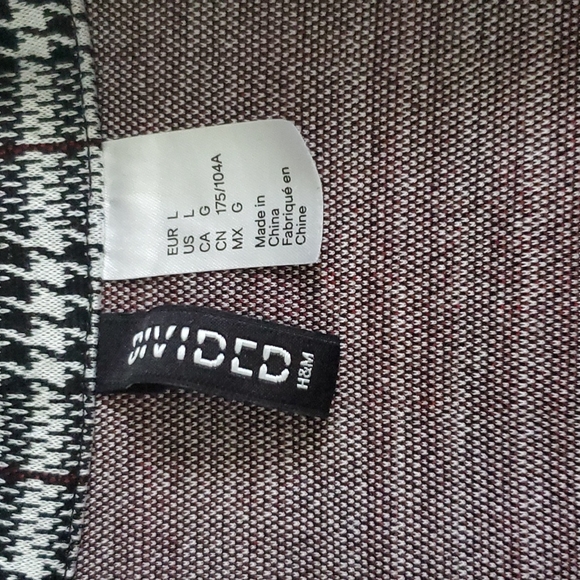 EUR L
US L
CA G
CN 175/104A
MX G
Made in
China
Fabriqué en
Chine
DIVIDED
H&M